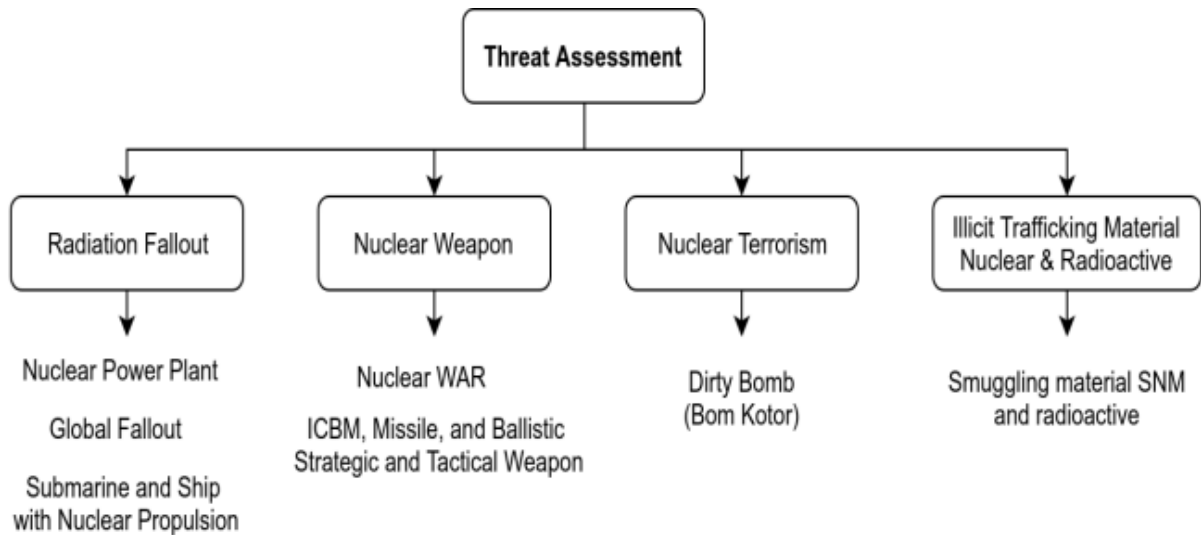 Threat Assessment
Radiation Fallout
Nuclear Weapon
Nuclear Terrorism
Illicit Trafficking Material
Nuclear & Radioactive
Nuclear Power Plant
Global Fallout
Submarine and Ship
with Nuclear Propulsion
Nuclear WAR
ICBM, Missile, and Ballistic
Strategic and Tactical Weapon
Dirty Bomb
(Bom Kotor)
Smuggling material SNM
and radioactive